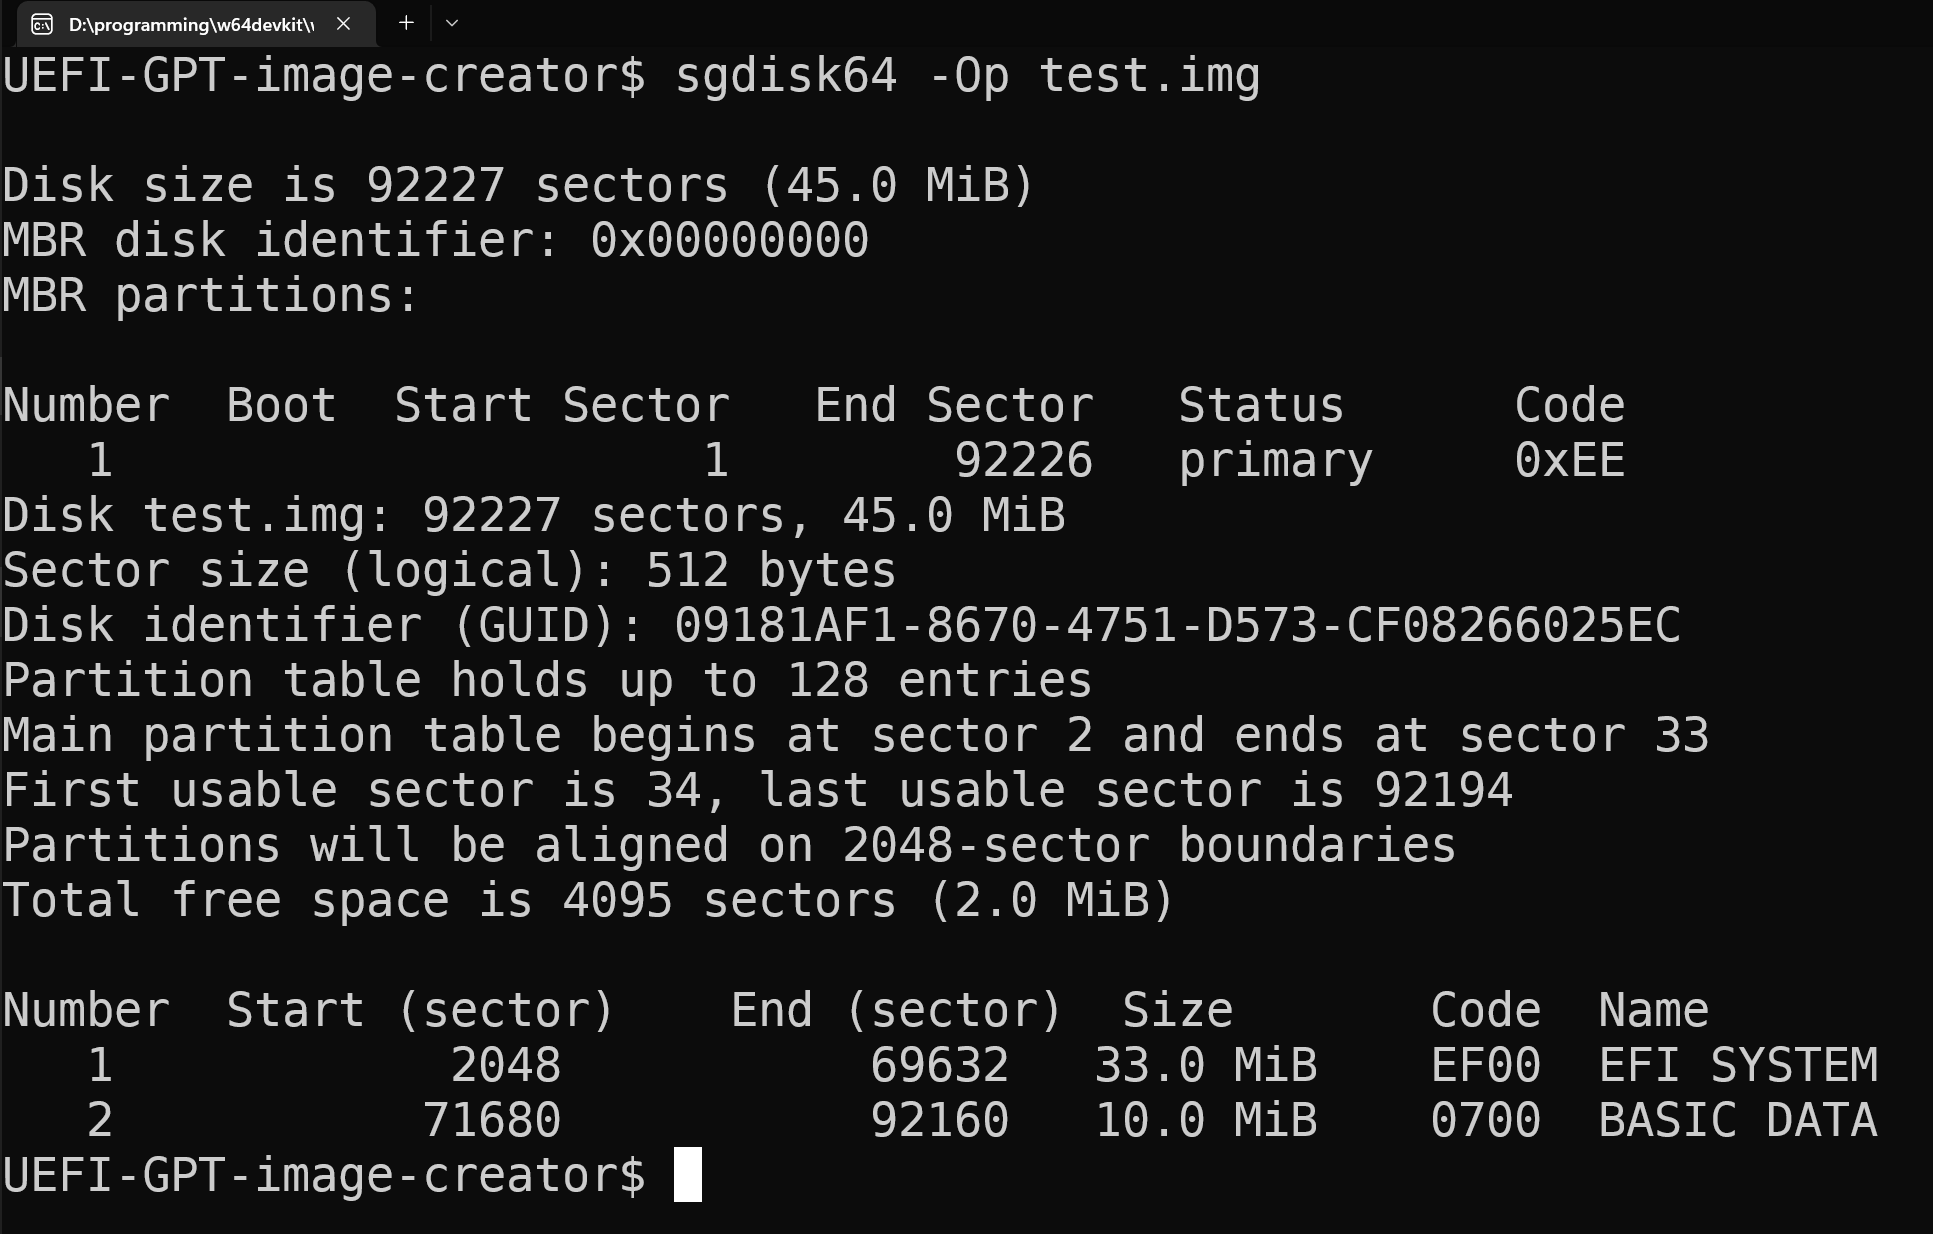 D:\programming\w64devkit\
UEFI-GPT-image-creator$ sgdisk64 -Op test.img
Disk size is 92227 sectors (45.0 MiB)
MBR disk identifier: 0x00000000
MBR partitions:
Number  Boot  Start Sector   End Sector   Status      Code
   1                     1        92226   primary     0xEE
Disk test.img: 92227 sectors, 45.0 MiB
Sector size (logical): 512 bytes
Disk identifier (GUID): 09181AF1-8670-4751-D573-CF08266025EC
Partition table holds up to 128 entries
Main partition table begins at sector 2 and ends at sector 33
First usable sector is 34, last usable sector is 92194
Partitions will be aligned on 2048-sector boundaries
Total free space is 4095 sectors (2.0 MiB)
Number  Start (sector)    End (sector)  Size       Code  Name
   1            2048           69632   33.0 MiB    EF00  EFI SYSTEM
   2           71680           92160   10.0 MiB    0700  BASIC DATA
UEFI-GPT-image-creator$